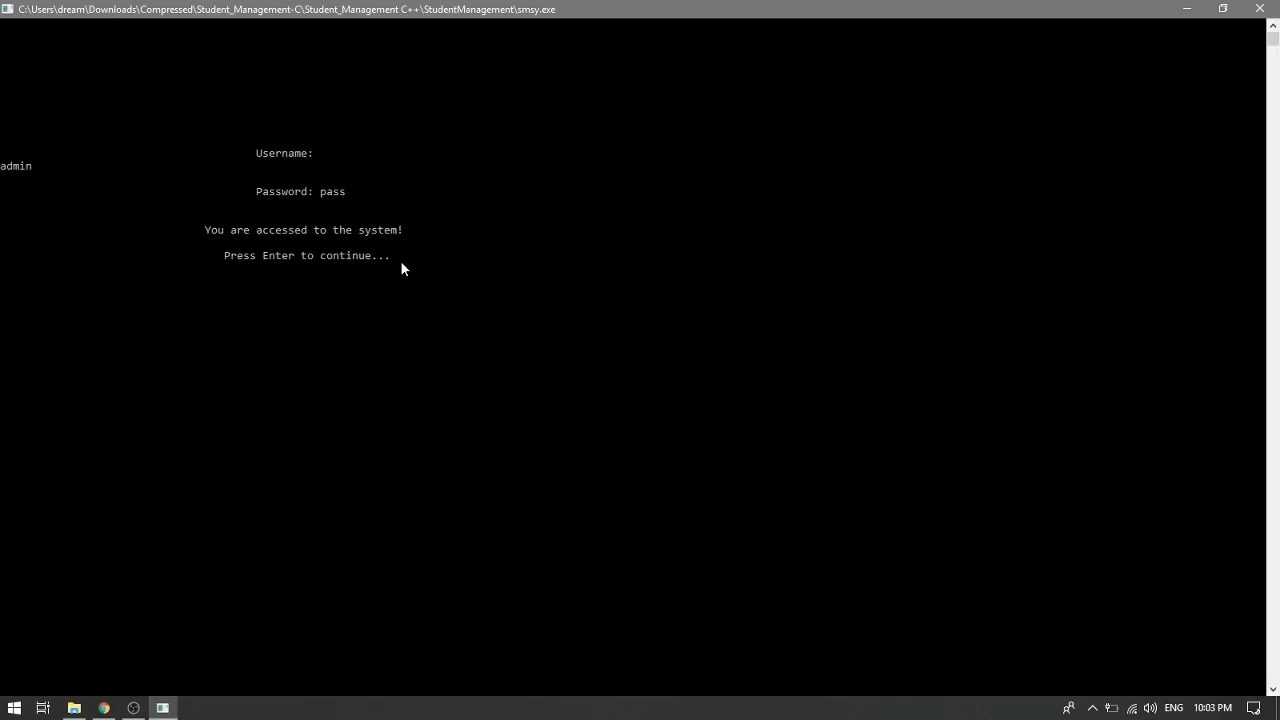 C:\Users\dream\Downloads\Compressed\Student_Management-C\Student_Management C++\StudentManagement\smsy.exe
Username:
admin
Password: pass
You are accessed to the system!
Press Enter to continue...
ENG
10:03 PM